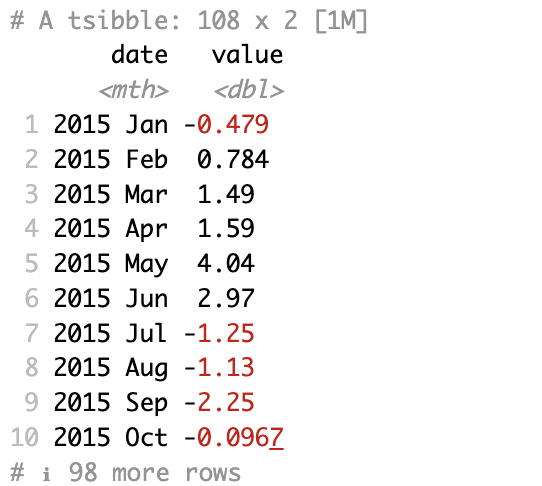 # A tsibble: 108 x 2 [1M]
date value
<mth> <dbl>
1 2015 Jan -0.479
2 2015 Feb 0.784
3 2015 Mar 1.49
4 2015 Apr 1.59
5 2015 May 4.04
6 2015 Jun 2.97
7 2015 Jul -1.25
8 2015 Aug -1.13
9 2015 Sep -2.25
10 2015 Oct -0.0967
# ℹ 98 more rows